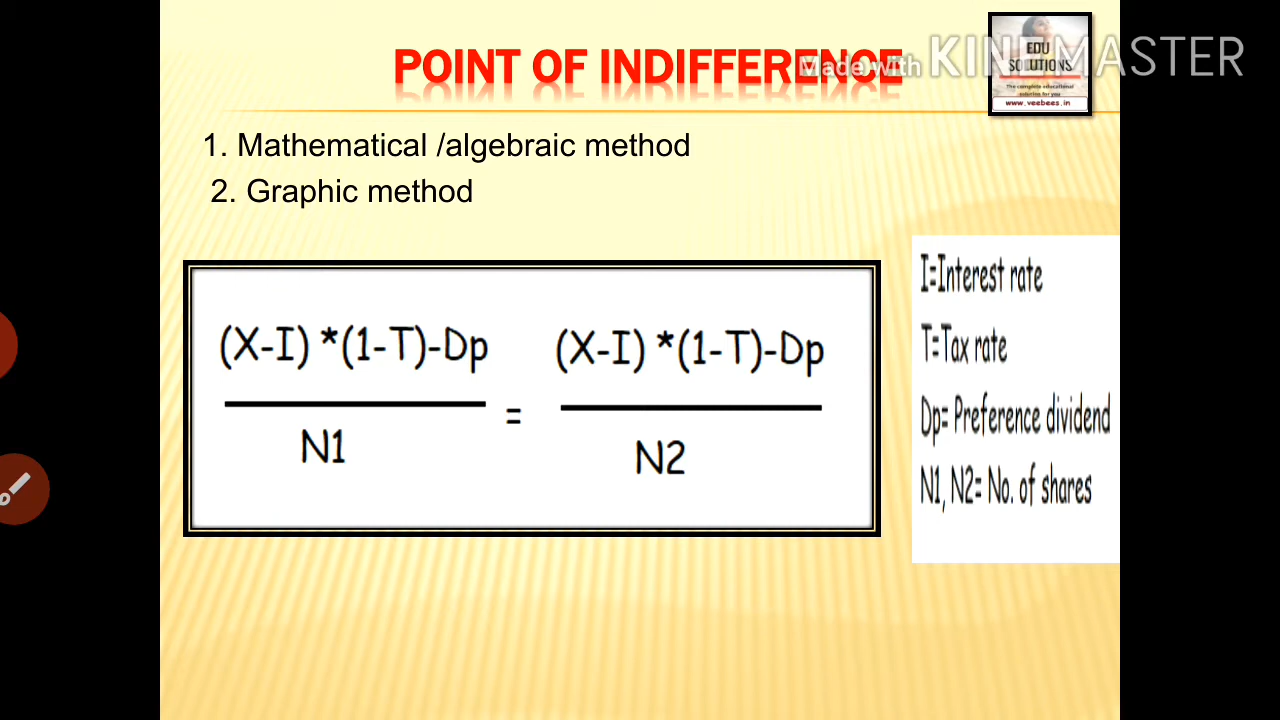 POINT OF INDIFFERENCE
Made with KINEMASTER
EDU
SOLUTIONS
The complete educational
solution for you
www.veebees.in
1. Mathematical /algebraic method
2. Graphic method
(X-I) *(1-T)-Dp = (X-I) *(1-T)-Dp
N1 N2
I=Interest rate
T=Tax rate
Dp= Preference dividend
N1, N2= No. of shares